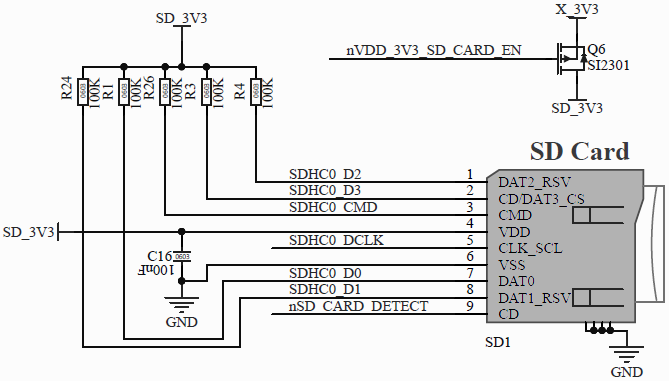 SD_3V3
X_3V3
nVDD_3V3_SD_CARD_EN
Q6
SI2301
SD_3V3
R24
0603
100K
R1
0603
100K
R26
0603
100K
R3
0603
100K
R4
0603
100K
SD Card
SDHC0_D2
1
DAT2_RSV
SDHC0_D3
2
CD/DAT3_CS
SDHC0_CMD
3
CMD
SD_3V3
4
VDD
SDHC0_DCLK
5
CLK_SCL
C16
0603
100nF
6
VSS
SDHC0_D0
7
DAT0
SDHC0_D1
8
DAT1_RSV
nSD_CARD_DETECT
9
CD
GND
SD1
GND